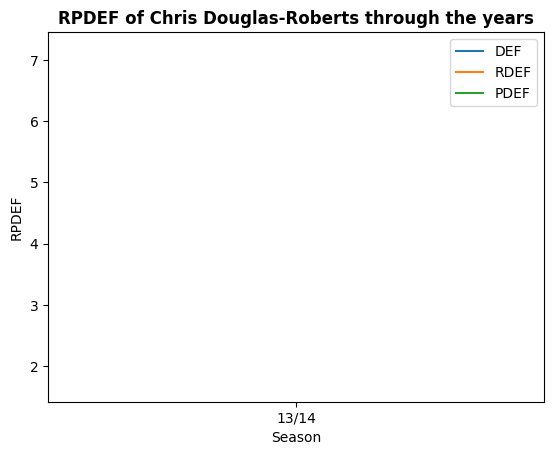 RPDEF of Chris Douglas-Roberts through the years
DEF
RDEF
PDEF
7
6
5
4
3
2
RPDEF
13/14
Season